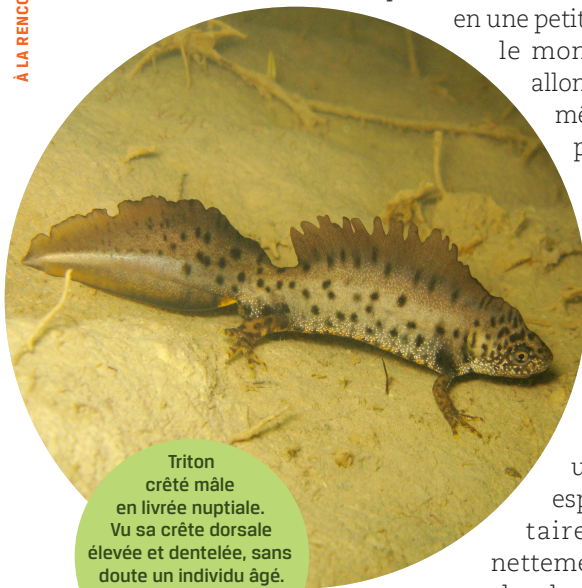 À LA RENCO
en une petit
le mon
allon
mê
p
Triton
crêté mâle
en livrée nuptiale.
Vu sa crête dorsale
élevée et dentelée, sans
doute un individu âgé.
u
esp
taire
netteme